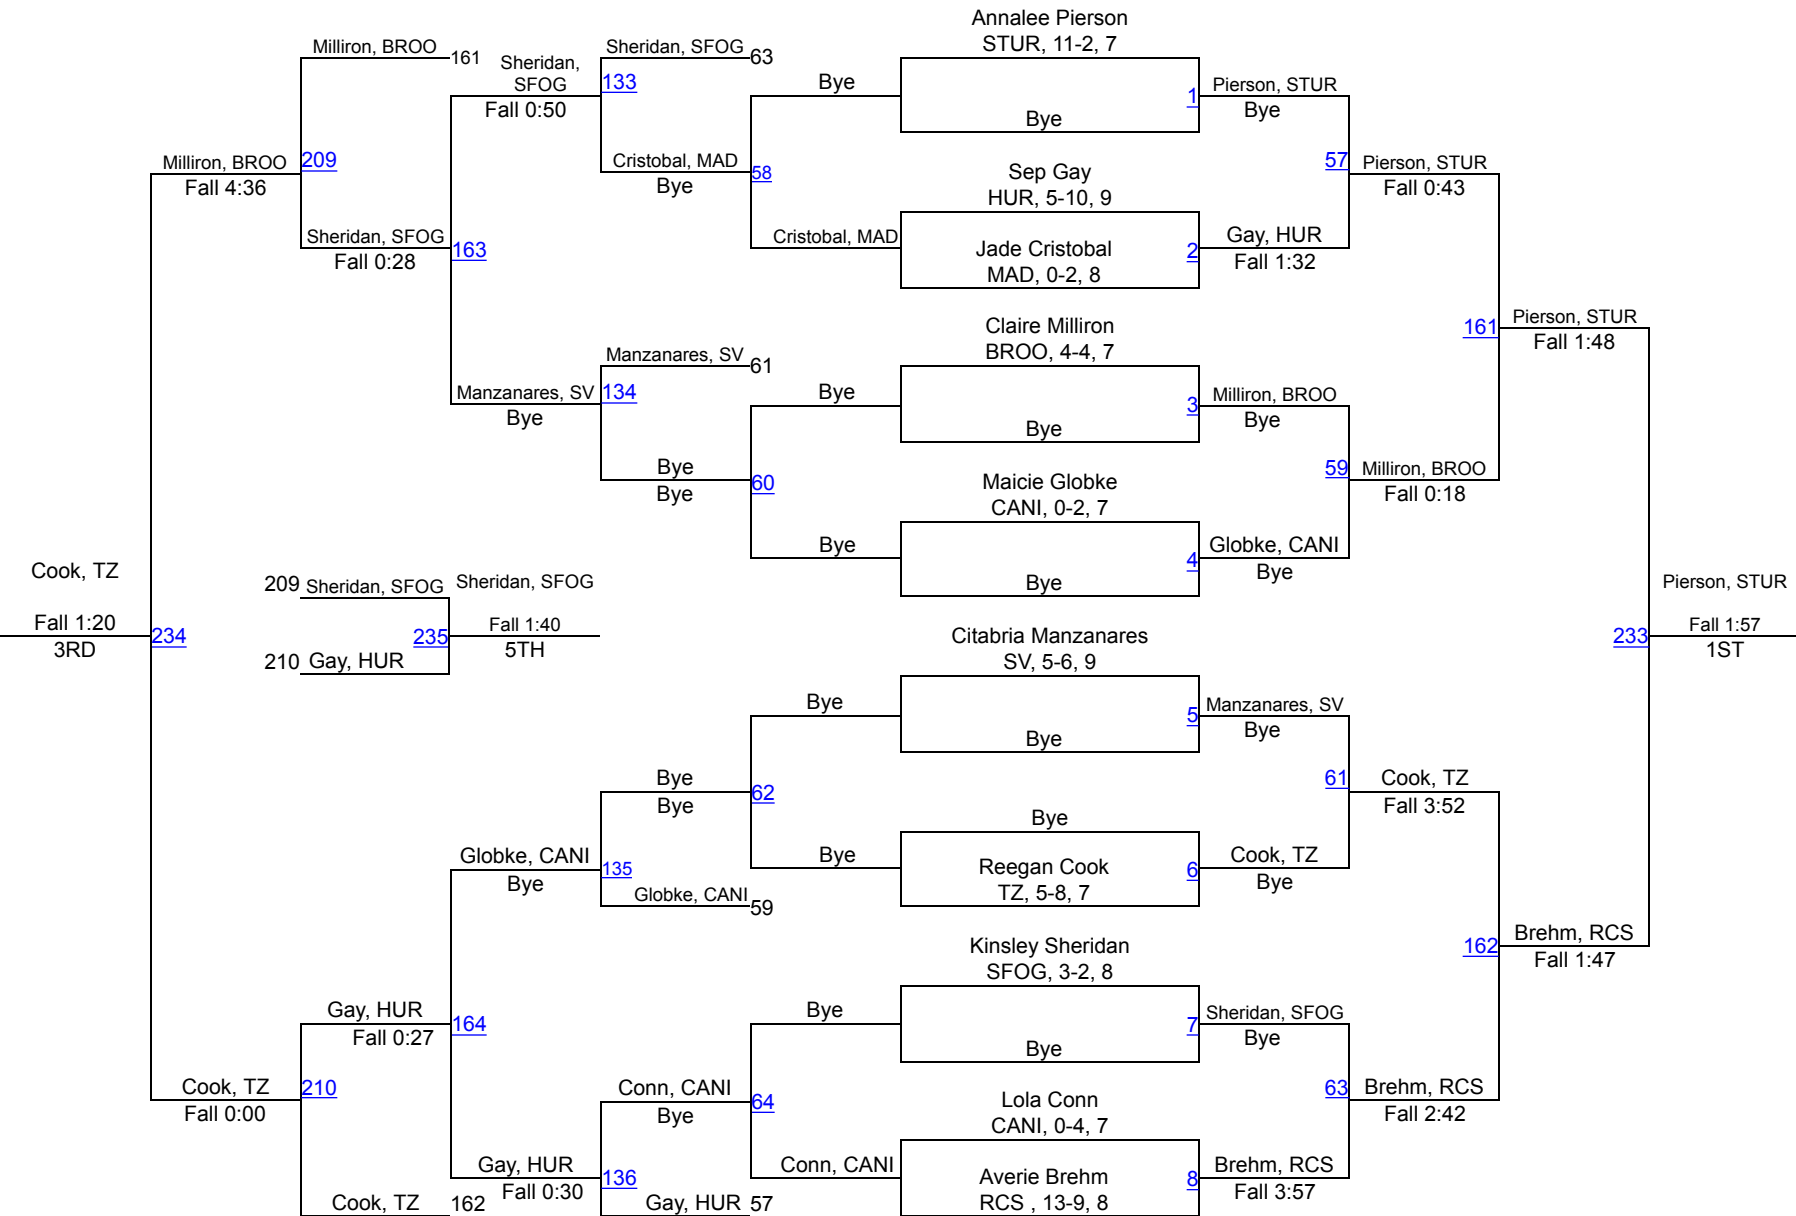 Annalee Pierson
STUR, 11-2, 7
Milliron, BROO
161
Sheridan,
SFOG
Fall 0:50
Sheridan, SFOG
63
133
Bye
Bye
1
Pierson, STUR
Bye
Milliron, BROO
209
Fall 4:36
Cristobal, MAD
Bye
58
Sep Gay
HUR, 5-10, 9
57
Pierson, STUR
Fall 0:43
Sheridan, SFOG
Fall 0:28
163
Cristobal, MAD
Jade Cristobal
MAD, 0-2, 8
2
Gay, HUR
Fall 1:32
Claire Milliron
BROO, 4-4, 7
161
Pierson, STUR
Fall 1:48
Manzanares, SV
61
Manzanares, SV
Bye
134
Bye
Bye
3
Milliron, BROO
Bye
Bye
Bye
60
Maicie Globke
CANI, 0-2, 7
59
Milliron, BROO
Fall 0:18
Bye
Bye
4
Globke, CANI
Bye
Cook, TZ
Fall 1:20
3RD
234
209
Sheridan, SFOG
210
Gay, HUR
235
Sheridan, SFOG
Fall 1:40
5TH
Pierson, STUR
Fall 1:57
1ST
233
Citabria Manzanares
SV, 5-6, 9
Bye
Bye
5
Manzanares, SV
Bye
Bye
Bye
62
Bye
61
Cook, TZ
Fall 3:52
Globke, CANI
Bye
135
Globke, CANI
59
Bye
Reegan Cook
TZ, 5-8, 7
6
Cook, TZ
Bye
Kinsley Sheridan
SFOG, 3-2, 8
162
Brehm, RCS
Fall 1:47
Gay, HUR
Fall 0:27
164
Bye
Bye
7
Sheridan, SFOG
Bye
Cook, TZ
Fall 0:00
210
Conn, CANI
Bye
64
Lola Conn
CANI, 0-4, 7
63
Brehm, RCS
Fall 2:42
Gay, HUR
Fall 0:30
136
Conn, CANI
Averie Brehm
RCS , 13-9, 8
8
Brehm, RCS
Fall 3:57
Cook, TZ
162
Gay, HUR
57